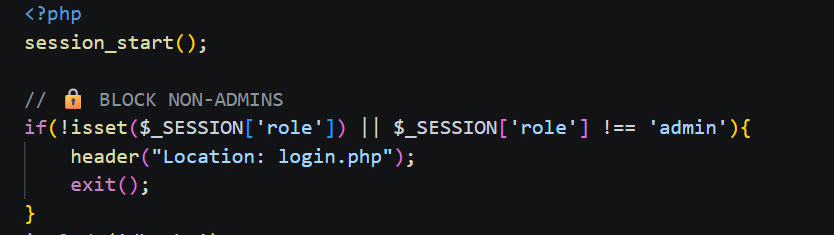 <?php
session_start();
// 🔒 BLOCK NON-ADMINS
if(!isset($_SESSION['role']) || $_SESSION['role'] !== 'admin'){
header("Location: login.php");
exit();
}